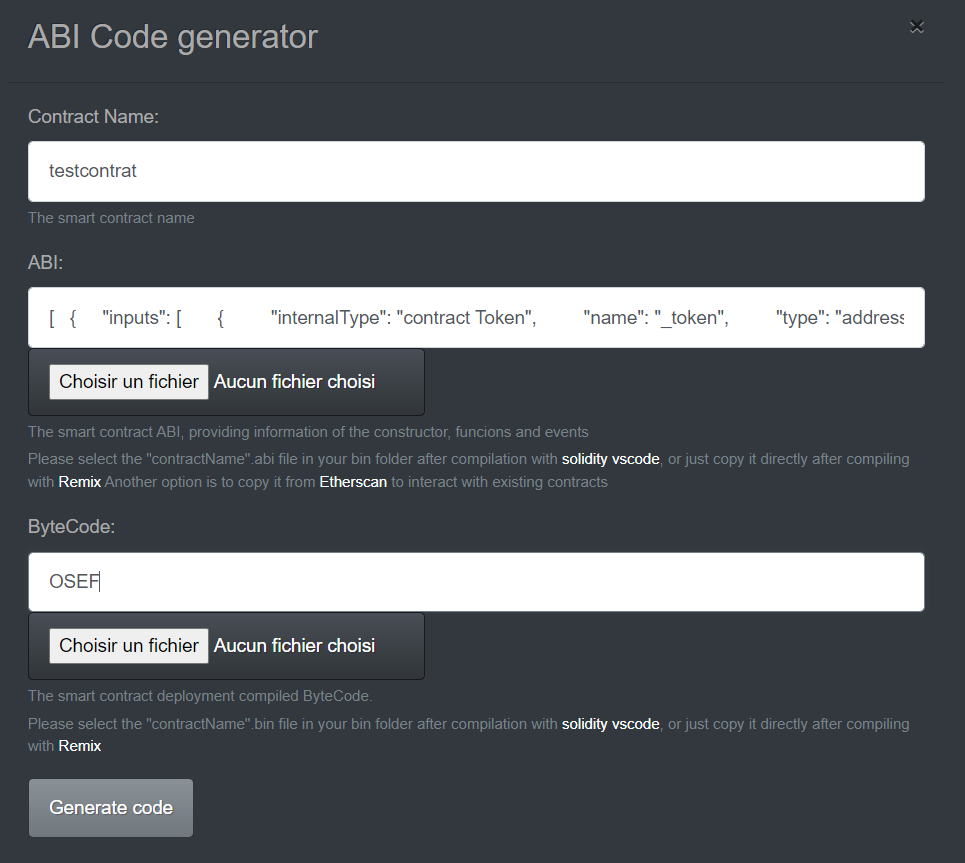 ABI Code generator
×
Contract Name:
testcontrat
The smart contract name
ABI:
[ { "inputs": [ { "internalType": "contract Token", "name": "_token", "type": "address
Choisir un fichier Aucun fichier choisi
The smart contract ABI, providing information of the constructor, funcions and events
Please select the "contractName".abi file in your bin folder after compilation with solidity vscode, or just copy it directly after compiling
with Remix Another option is to copy it from Etherscan to interact with existing contracts
ByteCode:
OSEF
Choisir un fichier Aucun fichier choisi
The smart contract deployment compiled ByteCode.
Please select the "contractName".bin file in your bin folder after compilation with solidity vscode, or just copy it directly after compiling
with Remix
Generate code